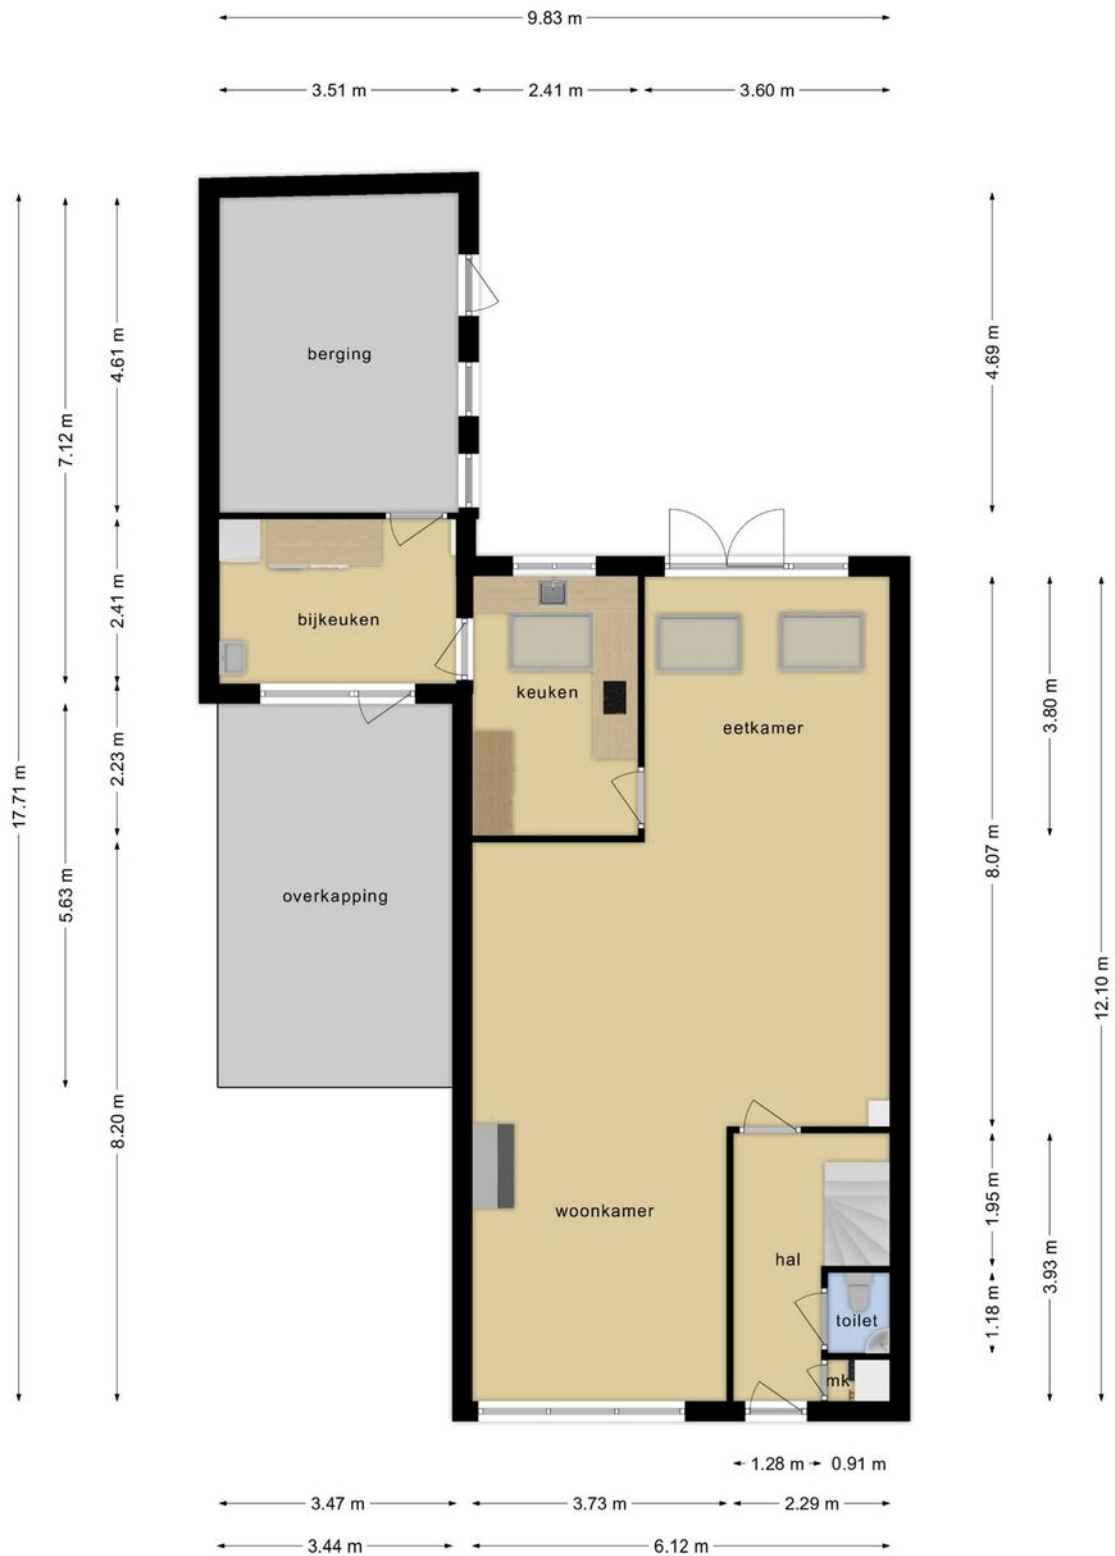 9.83 m
3.51 m
2.41 m
3.60 m
17.71 m
7.12 m
4.61 m
4.69 m
berging
2.41 m
bijkeuken
keuken
eetkamer
3.80 m
2.23 m
5.63 m
overkapping
8.07 m
12.10 m
8.20 m
woonkamer
hal
1.95 m
3.93 m
1.18 m
toilet
mk
1.28 m
0.91 m
3.47 m
3.73 m
2.29 m
3.44 m
6.12 m